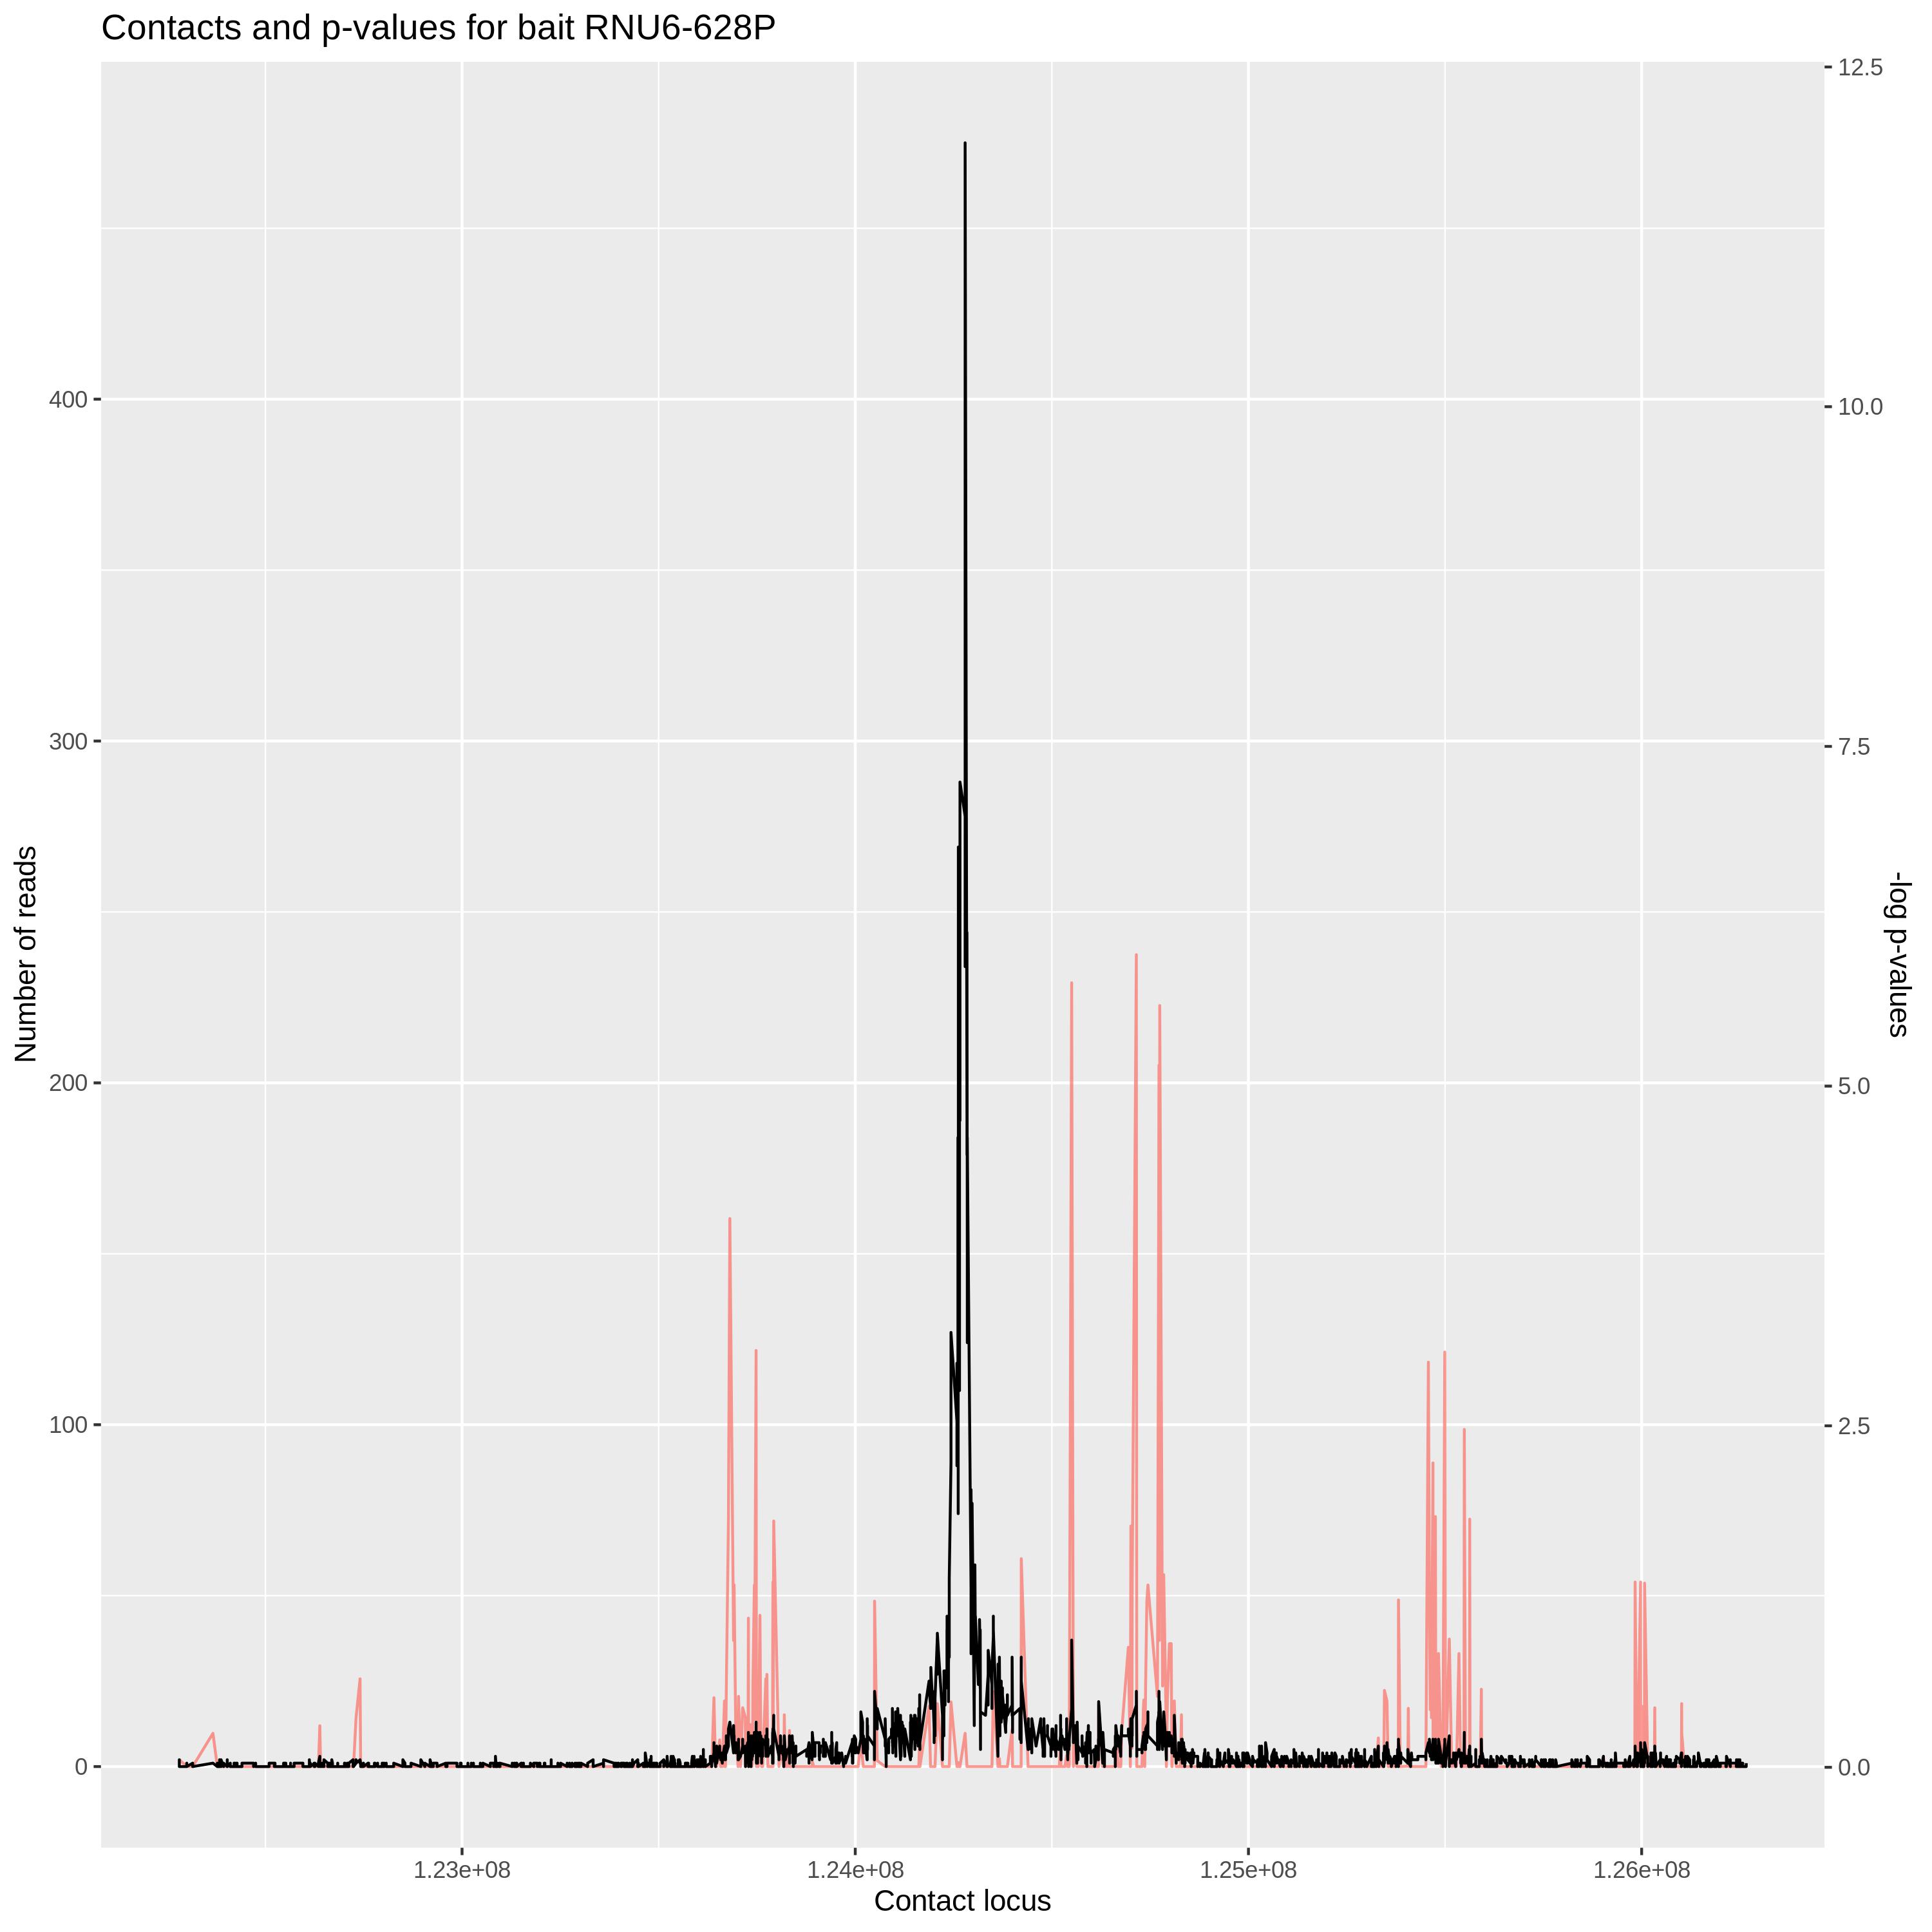 Contacts and p-values for bait RNU6-628P
Number of reads
400
300
200
100
0
12.5
10.0
7.5
5.0
2.5
0.0
-log p-values
1.23e+08
1.24e+08
1.25e+08
1.26e+08
Contact locus